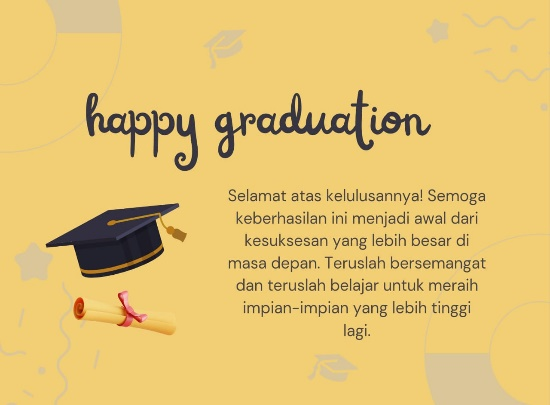 happy graduation
Selamat atas kelulusannya! Semoga
keberhasilan ini menjadi awal dari
kesuksesan yang lebih besar di
masa depan. Teruslah bersemangat
dan teruslah belajar untuk meraih
impian-impian yang lebih tinggi
lagi.